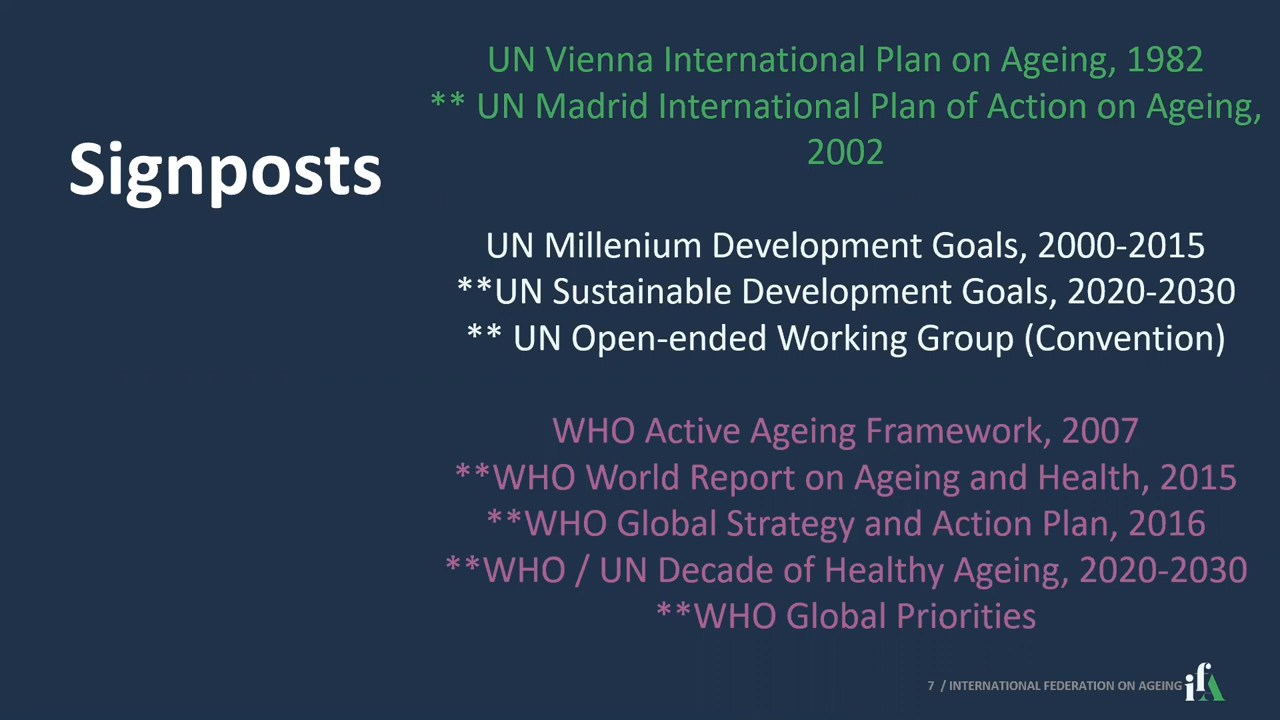 Signposts
UN Vienna International Plan on Ageing, 1982
** UN Madrid International Plan of Action on Ageing,
2002
UN Millenium Development Goals, 2000-2015
**UN Sustainable Development Goals, 2020-2030
** UN Open-ended Working Group (Convention)
WHO Active Ageing Framework, 2007
**WHO World Report on Ageing and Health, 2015
**WHO Global Strategy and Action Plan, 2016
**WHO / UN Decade of Healthy Ageing, 2020-2030
**WHO Global Priorities
7 / INTERNATIONAL FEDERATION ON AGEING
ifA